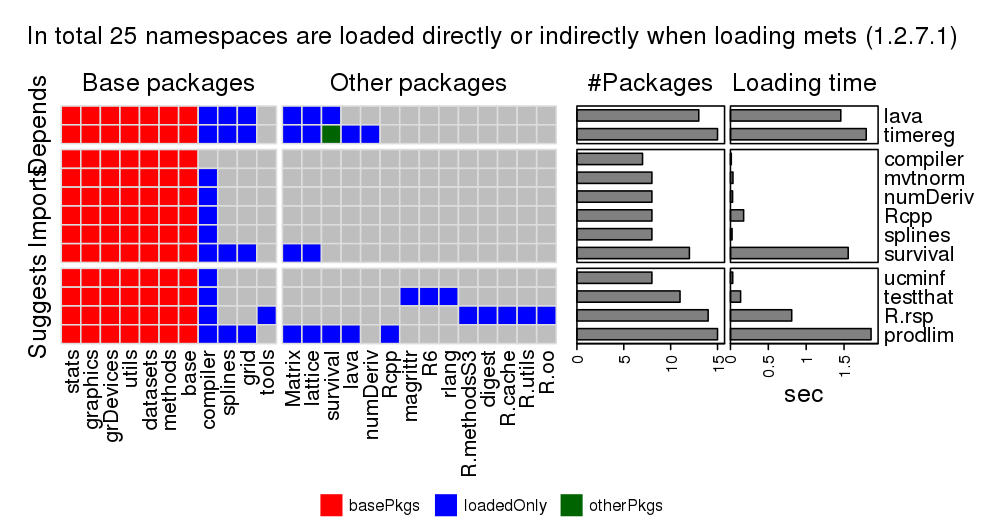 In total 25 namespaces are loaded directly or indirectly when loading mets (1.2.7.1)
Base packages
Other packages
#Packages
Loading time
Depends
Imports
Suggests
lava
timereg
compiler
mvtnorm
numDeriv
Rcpp
splines
survival
ucminf
testthat
R.rsp
prodlim
stats
graphics
grDevices
utils
datasets
methods
base
compiler
splines
grid
tools
Matrix
lattice
survival
lava
numDeriv
Rcpp
magrittr
R6
rlang
R.methodsS3
digest
R.cache
R.utils
R.oo
0
5
10
15
0
0.5
1
1.5
sec
basePkgs
loadedOnly
otherPkgs